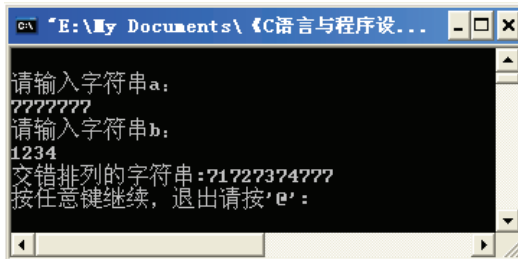 "E:\My Documents\《C语言与程序设...
请输入字符串a:
7777777
请输入字符串b:
1234
交错排列的字符串:71727374777
按任意键继续，退出请按'@':